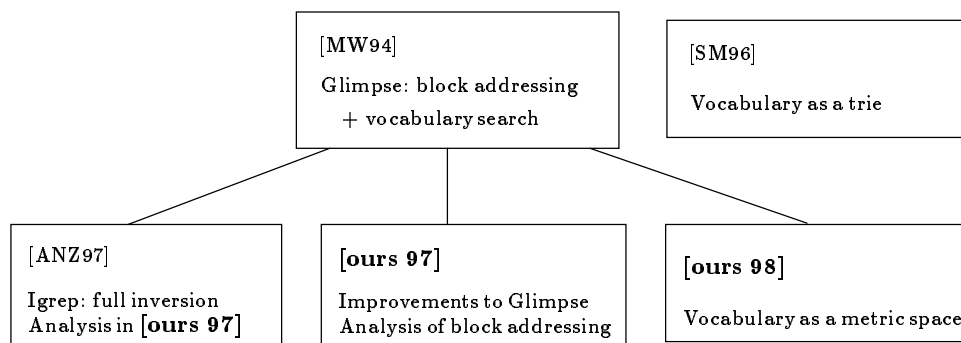 [MW94]
Glimpse: block addressing
+ vocabulary search
[SM96]
Vocabulary as a trie
[ANZ97]
Igrep: full inversion
Analysis in [ours 97]
[ours 97]
Improvements to Glimpse
Analysis of block addressing
[ours 98]
Vocabulary as a metric space